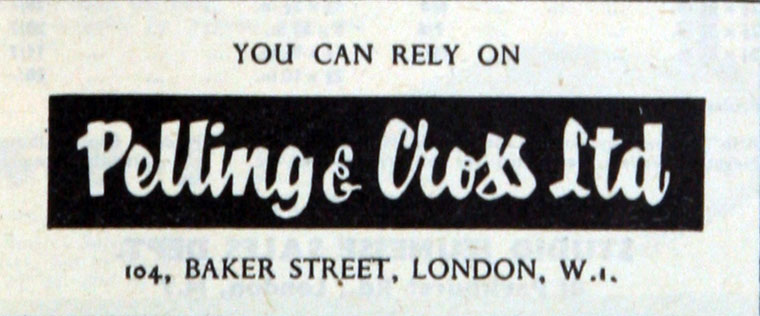 YOU CAN RELY ON
Pelling & Cross Ltd
104, BAKER STREET, LONDON, W.1.